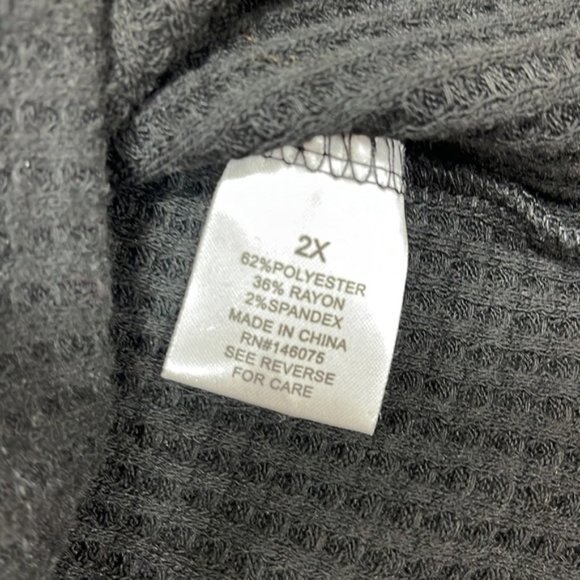 2X
62%POLYESTER
36% RAYON
2%SPANDEX
MADE IN CHINA
RN#146075
SEE REVERSE
FOR CARE